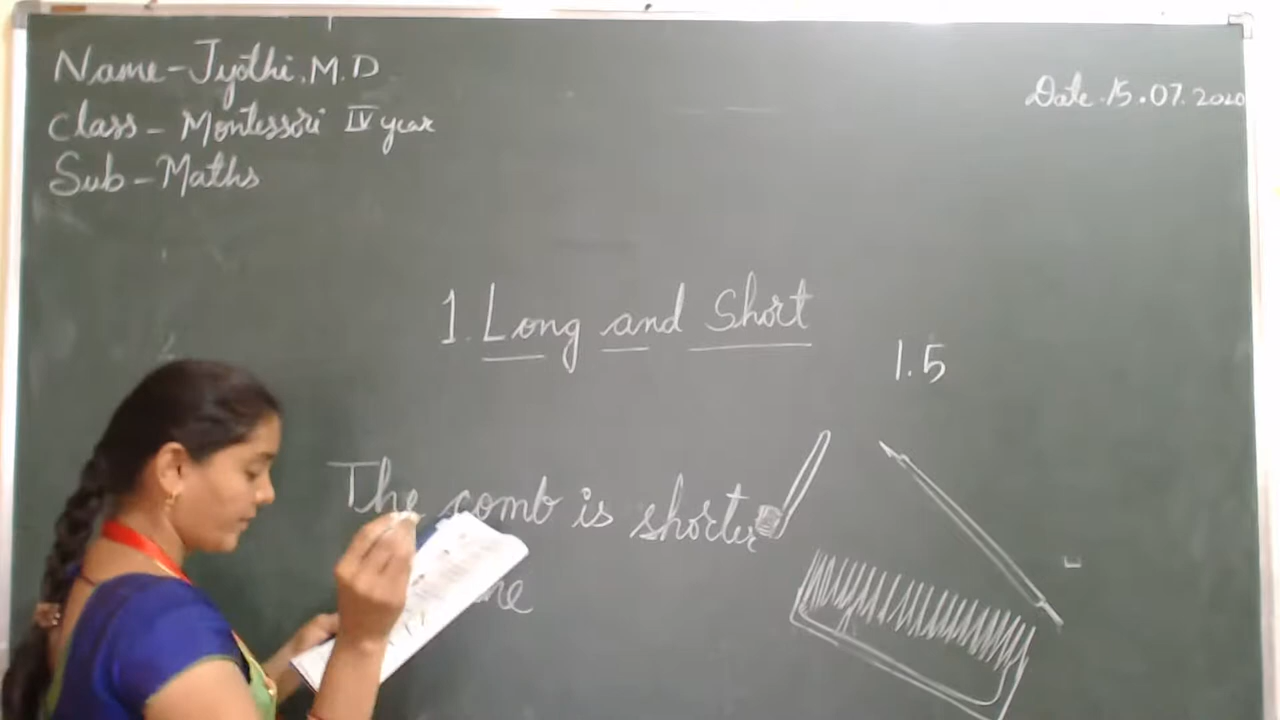 Name-Jyothi.M.D
Date.15.07.2020
Class- Montessori IV year
Sub-Maths
1. Long and Short
1.5
The comb is shorter